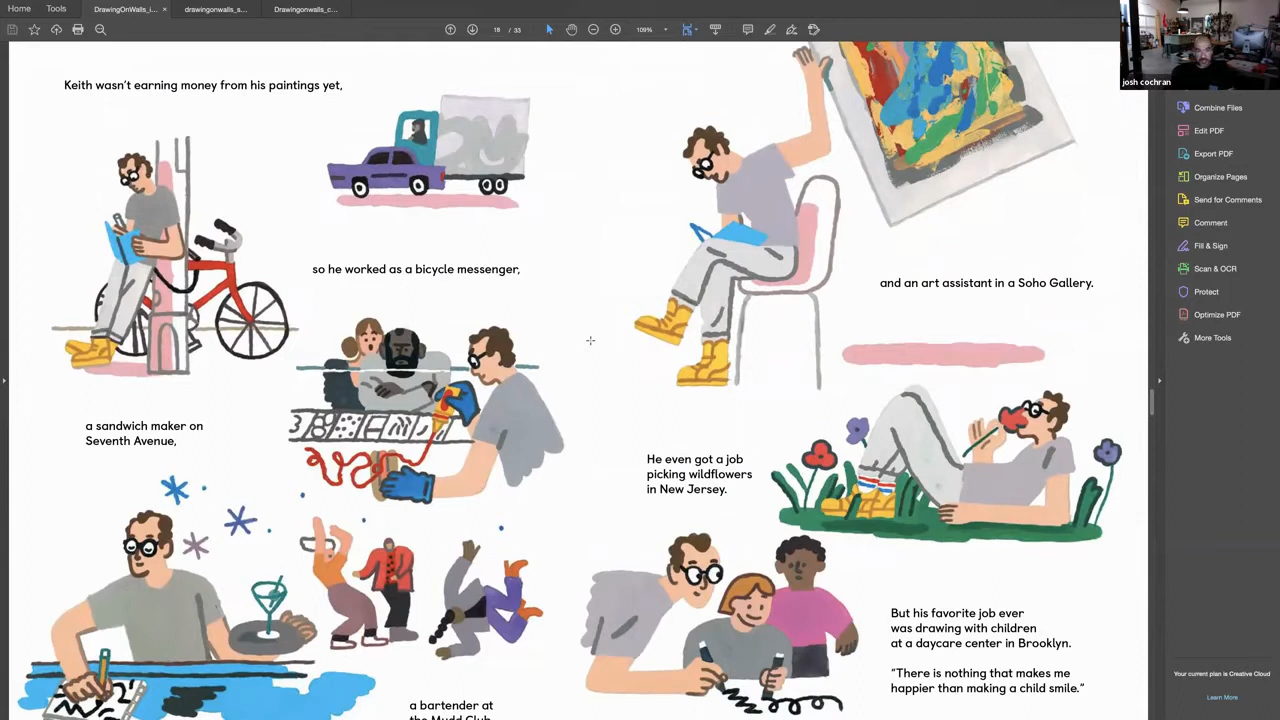 Home
Tools
DrawingOnWalls_i...
drawingonwalls_s...
Drawingonwalls_c...
18 / 33
109%
josh cochran
Keith wasn't earning money from his paintings yet,
so he worked as a bicycle messenger,
and an art assistant in a Soho Gallery.
a sandwich maker on
Seventh Avenue,
He even got a job
picking wildflowers
in New Jersey.
a bartender at
the Mudd Club
But his favorite job ever
was drawing with children
at a daycare center in Brooklyn.
“There is nothing that makes me
happier than making a child smile.”
Combine Files
Edit PDF
Export PDF
Organize Pages
Send for Comments
Comment
Fill & Sign
Scan & OCR
Protect
Optimize PDF
More Tools
Your current plan is Creative Cloud
Learn More